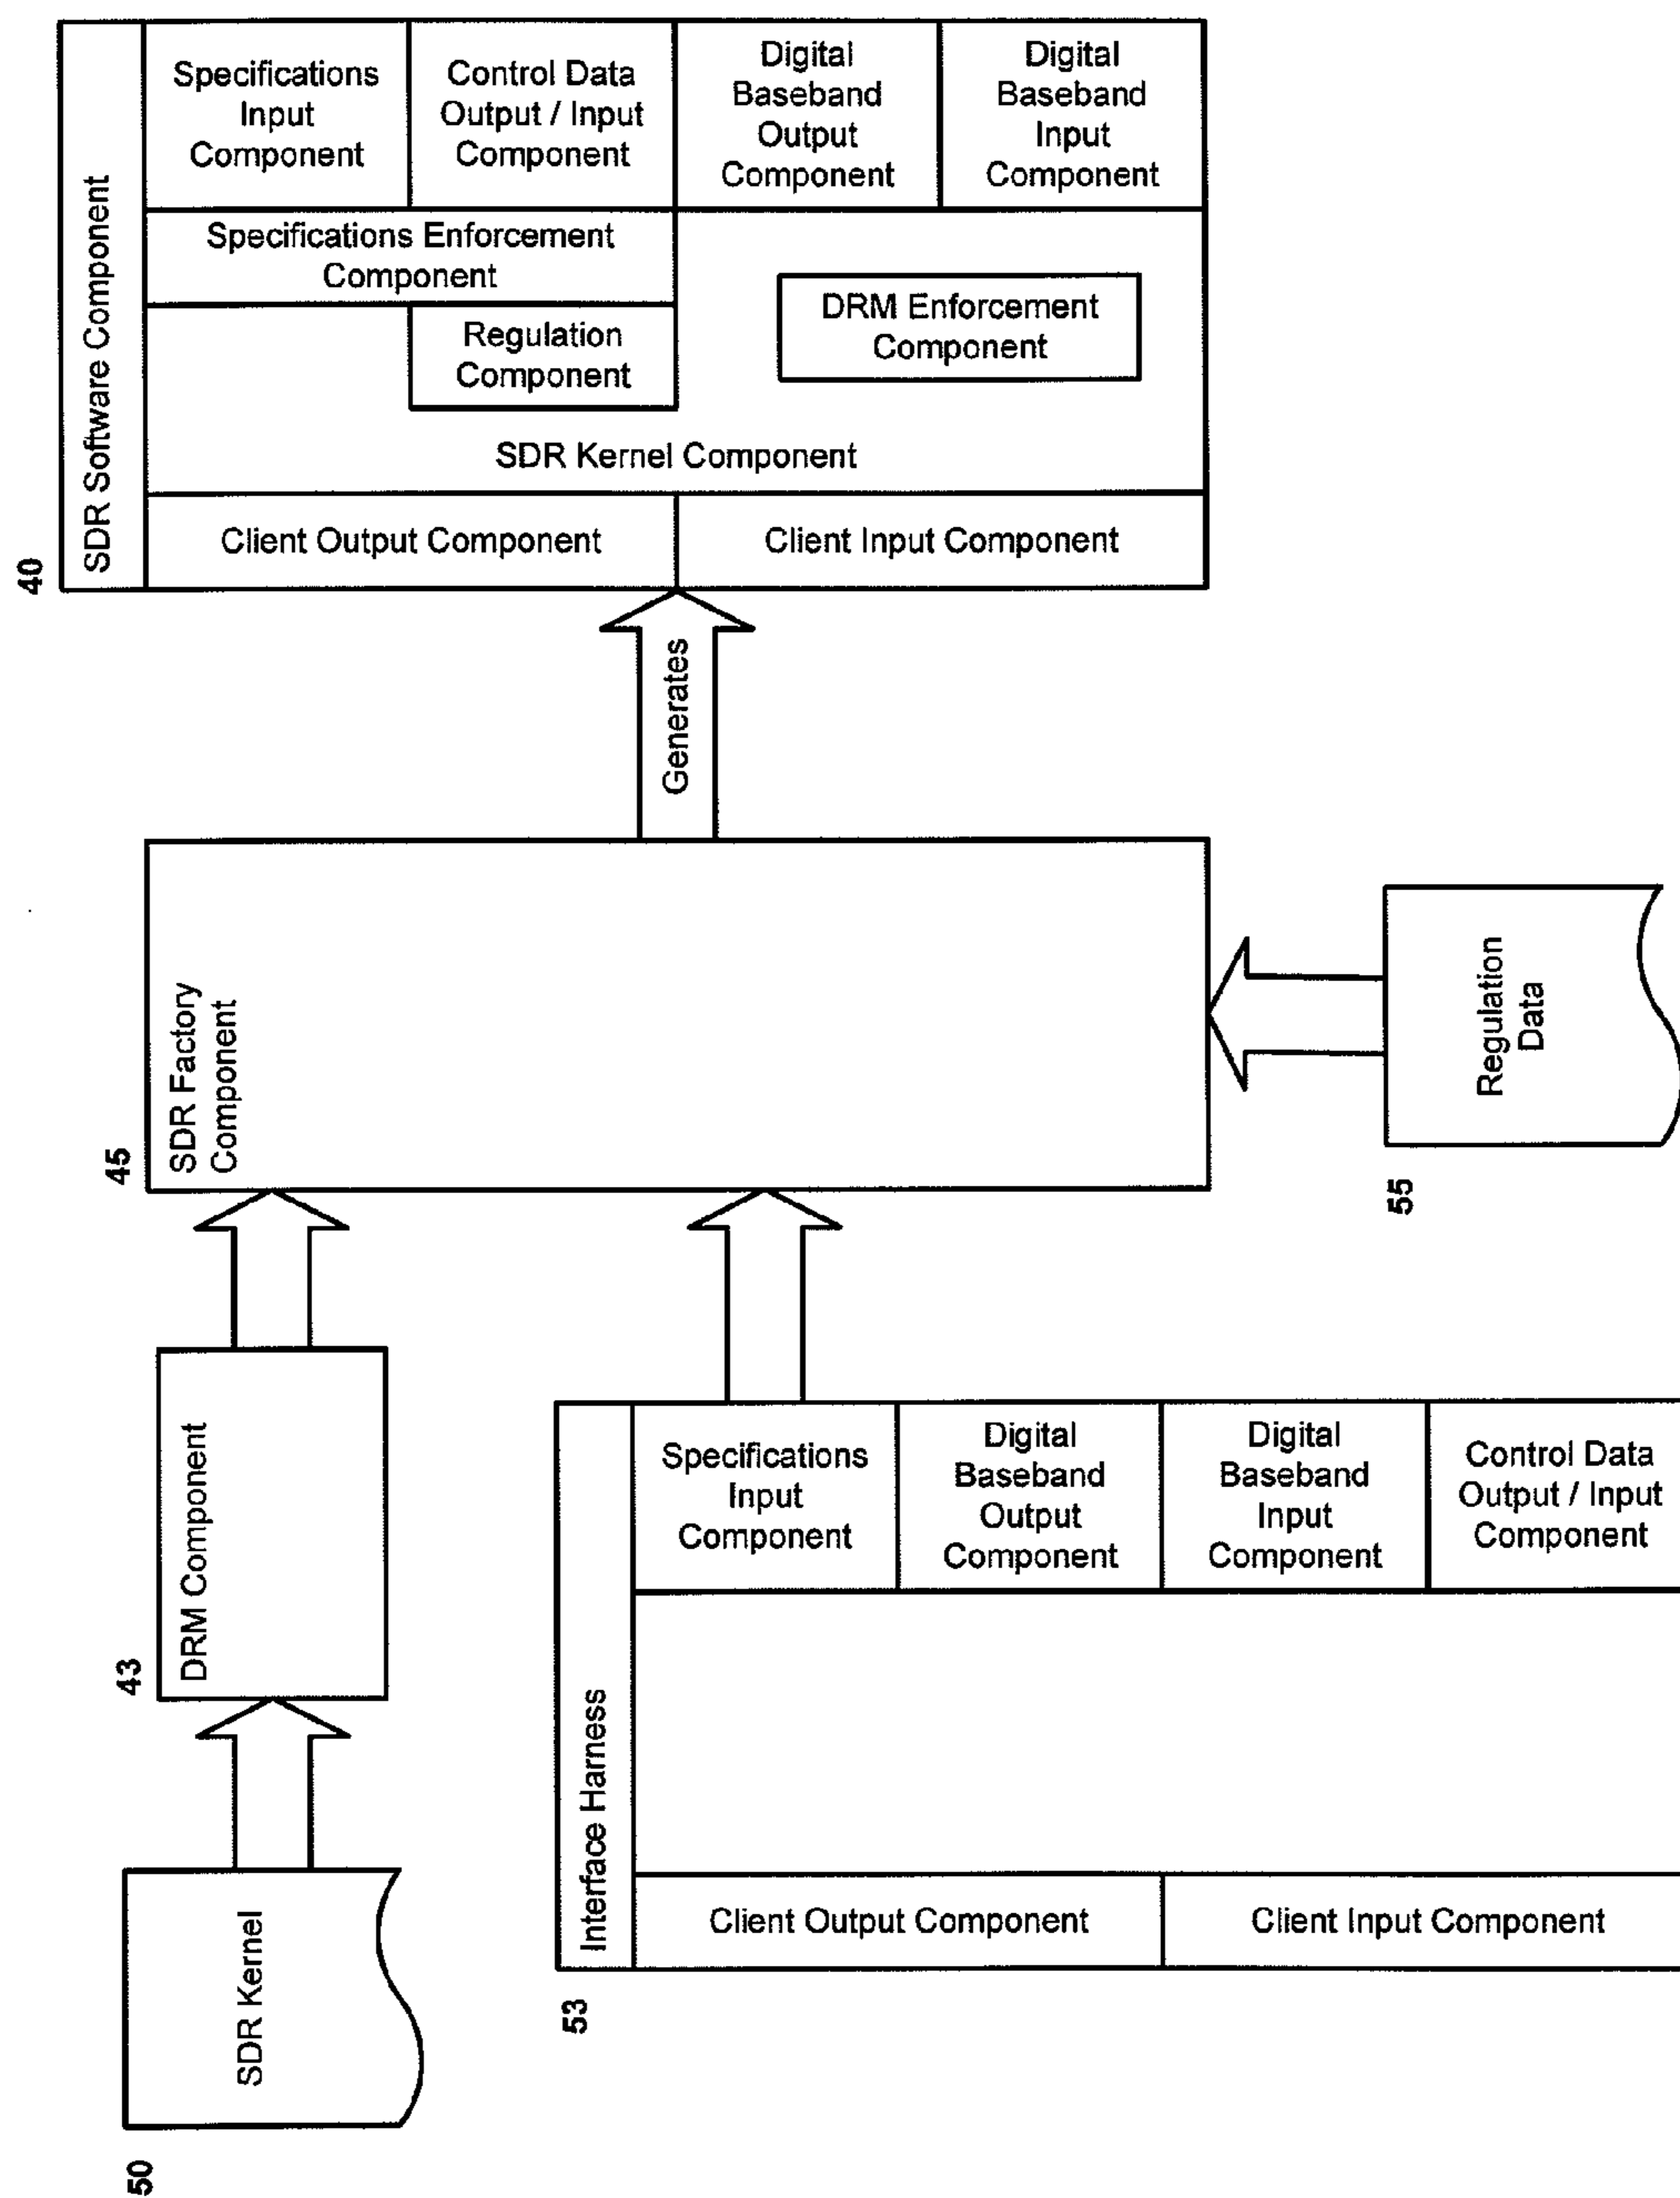 40
SDR Software Component
Specifications
Input
Component
Control Data
Output / Input
Component
Digital
Baseband
Output
Component
Digital
Baseband
Input
Component
Specifications Enforcement
Component
Regulation
Component
DRM Enforcement
Component
SDR Kernel Component
Client Output Component
Client Input Component
Generates
45
SDR Factory
Component
55
Regulation
Data
43
DRM Component
50
SDR Kernel
53
Interface Harness
Specifications
Input
Component
Digital
Baseband
Output
Component
Digital
Baseband
Input
Component
Control Data
Output / Input
Component
Client Output Component
Client Input Component